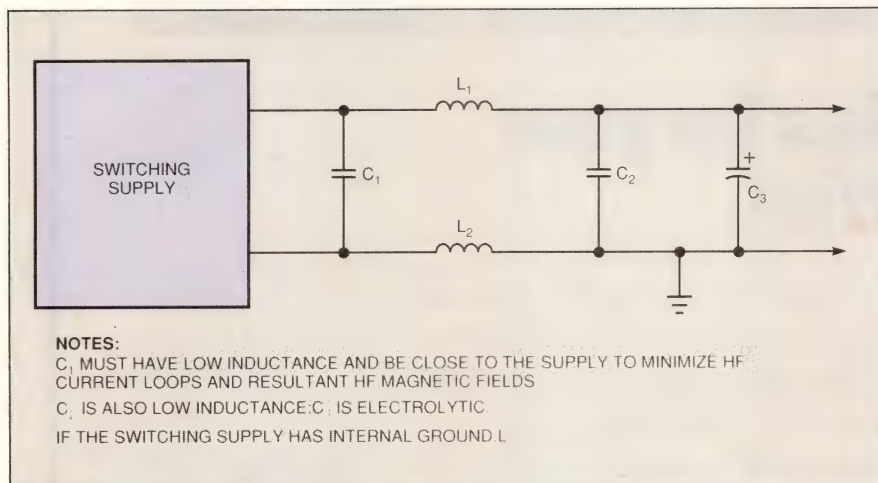 SWITCHING
SUPPLY
L₁
C₁
C₂
+
C₃
L₂
NOTES:
C₁ MUST HAVE LOW INDUCTANCE AND BE CLOSE TO THE SUPPLY TO MINIMIZE HF
CURRENT LOOPS AND RESULTANT HF MAGNETIC FIELDS
C IS ALSO LOW INDUCTANCE:C IS ELECTROLYTIC.
IF THE SWITCHING SUPPLY HAS INTERNAL GROUND.L